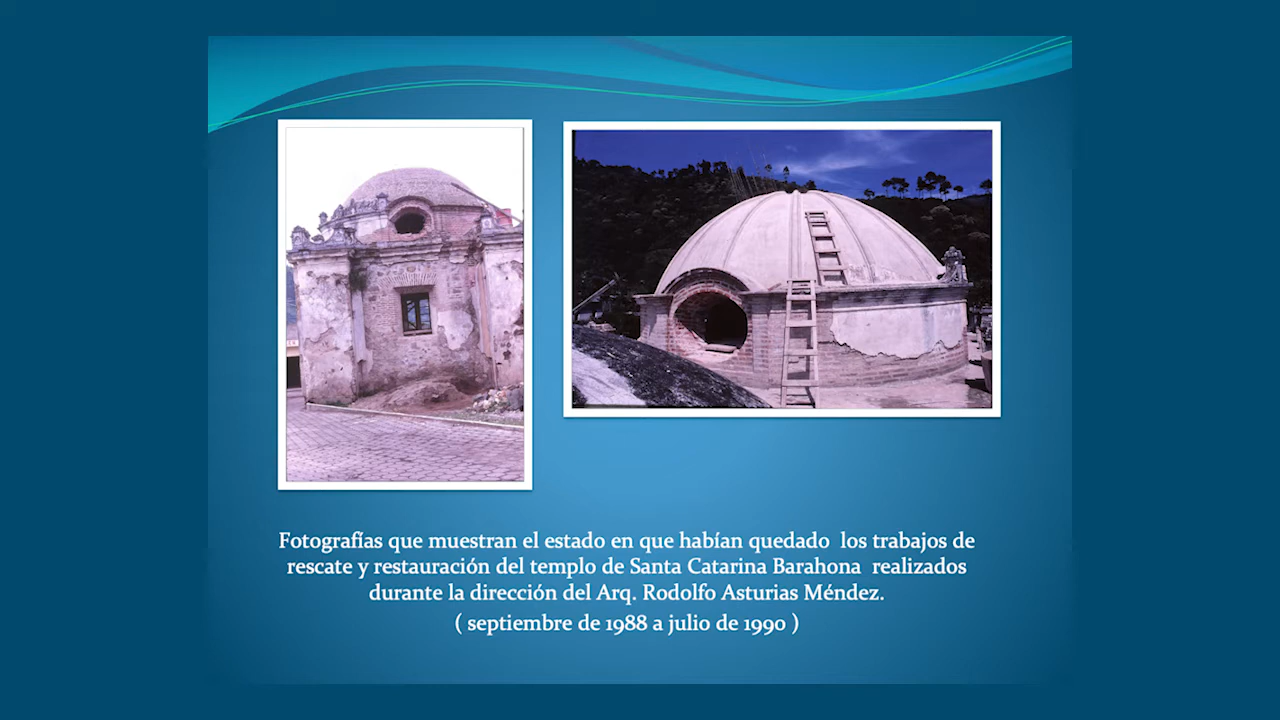 Fotografías que muestran el estado en que habían quedado los trabajos de
rescate y restauración del templo de Santa Catarina Barahona realizados
durante la dirección del Arq. Rodolfo Asturias Méndez.
( septiembre de 1988 a julio de 1990 )